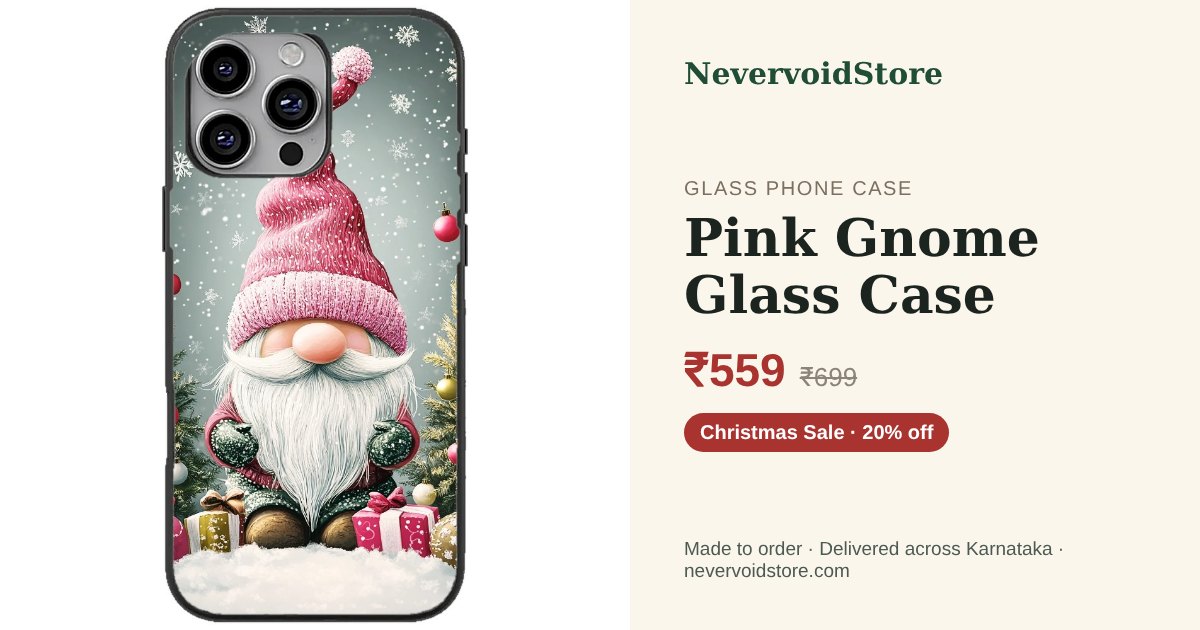 NevervoidStore
GLASS PHONE CASE
Pink Gnome
Glass Case
₹559 ₹699
Christmas Sale · 20% off
Made to order · Delivered across Karnataka ·
nevervoidstore.com